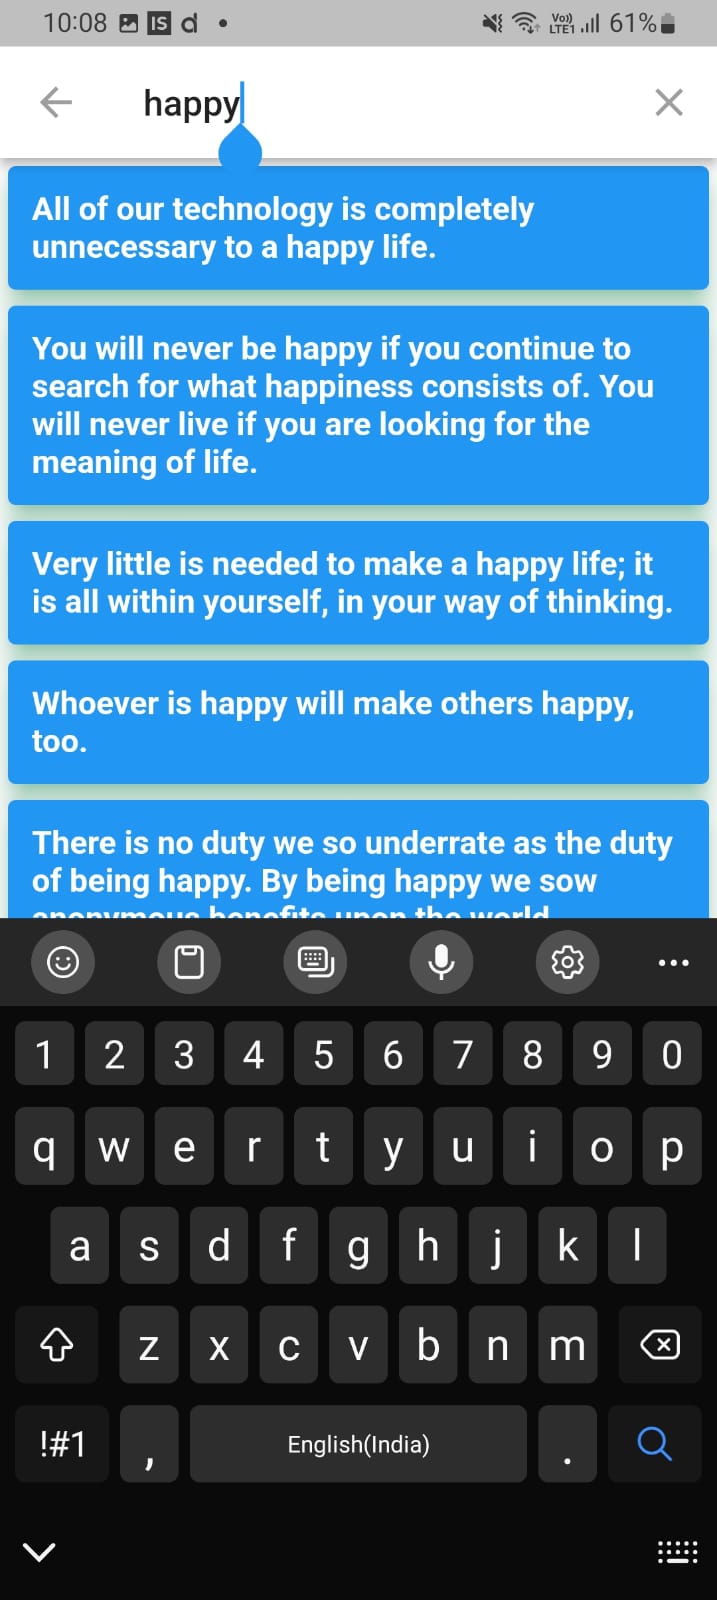 10:08 IS d 61%
Vo))
LTE1
happy
All of our technology is completely
unnecessary to a happy life.
You will never be happy if you continue to
search for what happiness consists of. You
will never live if you are looking for the
meaning of life.
Very little is needed to make a happy life; it
is all within yourself, in your way of thinking.
Whoever is happy will make others happy,
too.
There is no duty we so underrate as the duty
of being happy. By being happy we sow
anonymous benefits upon the world
1 2 3 4 5 6 7 8 9 0
q w e r t y u i o p
a s d f g h j k l
z x c v b n m
!#1 , English(India) .